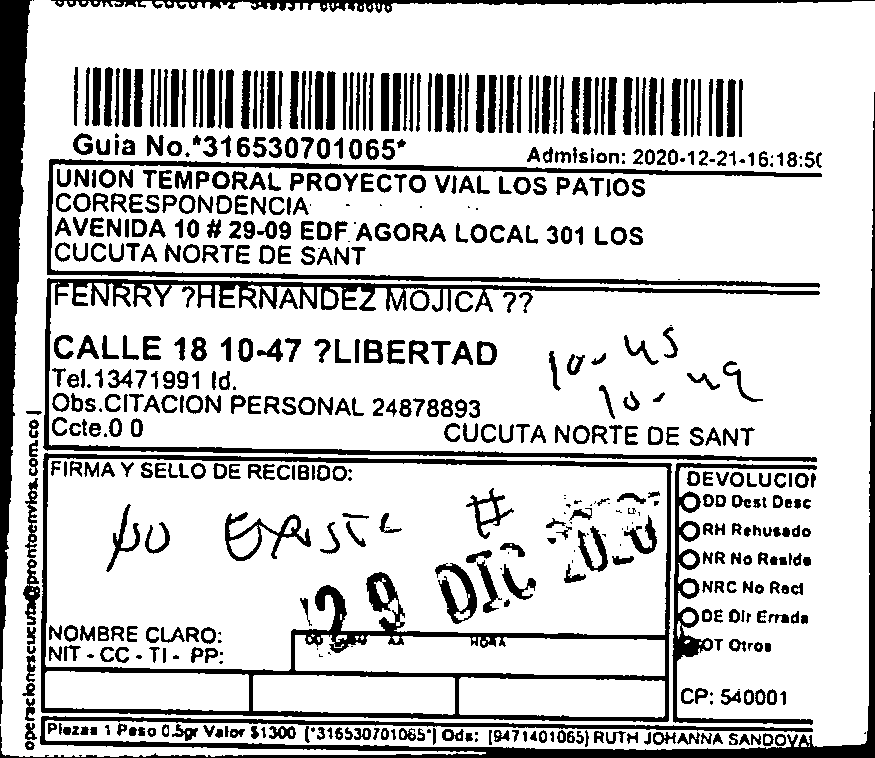 SUCURSAL CUCUTA-2
Guia No.*316530701065*
Admision: 2020-12-21-16:18:50
UNION TEMPORAL PROYECTO VIAL LOS PATIOS
CORRESPONDENCIA
AVENIDA 10 # 29-09 EDF AGORA LOCAL 301 LOS
CUCUTA NORTE DE SANT
FENRRY ?HERNANDEZ MOJICA ??
CALLE 18 10-47 ?LIBERTAD
10-45
10-49
Tel.13471991 Id.
Obs.CITACION PERSONAL 24878893
Ccte.0 0
CUCUTA NORTE DE SANT
operacionescucuta@prontoenvios.com.co |
FIRMA Y SELLO DE RECIBIDO:
NO EXISTE #
29 DIC 2020
NOMBRE CLARO:
NIT - CC - TI - PP:
AA
HORA
DEVOLUCION
DD Dest Desc
RH Rehusado
NR No Reside
NRC No Recl
DE Dir Errada
OT Otros
CP: 540001
Piezas 1 Peso 0.5gr Valor $1300 [*316530701065*] Ods: [9471401065] RUTH JOHANNA SANDOVAL